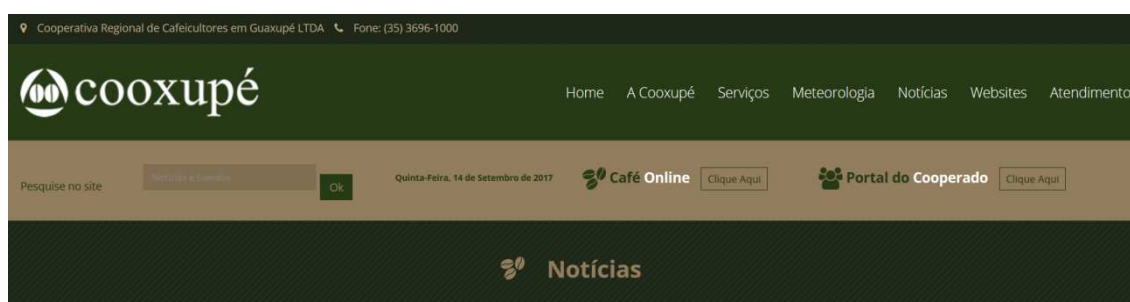 Cooperativa Regional de Cafeicultores em Guaxupé LTDA Fone: (35) 3696-1000
cooxupé
Home A Cooxupé Serviços Meteorologia Notícias Websites Atendimento
Pesquise no site Notícias e Eventos Ok Quinta-Feira, 14 de Setembro de 2017 Café Online Clique Aqui Portal do Cooperado Clique Aqui
Notícias